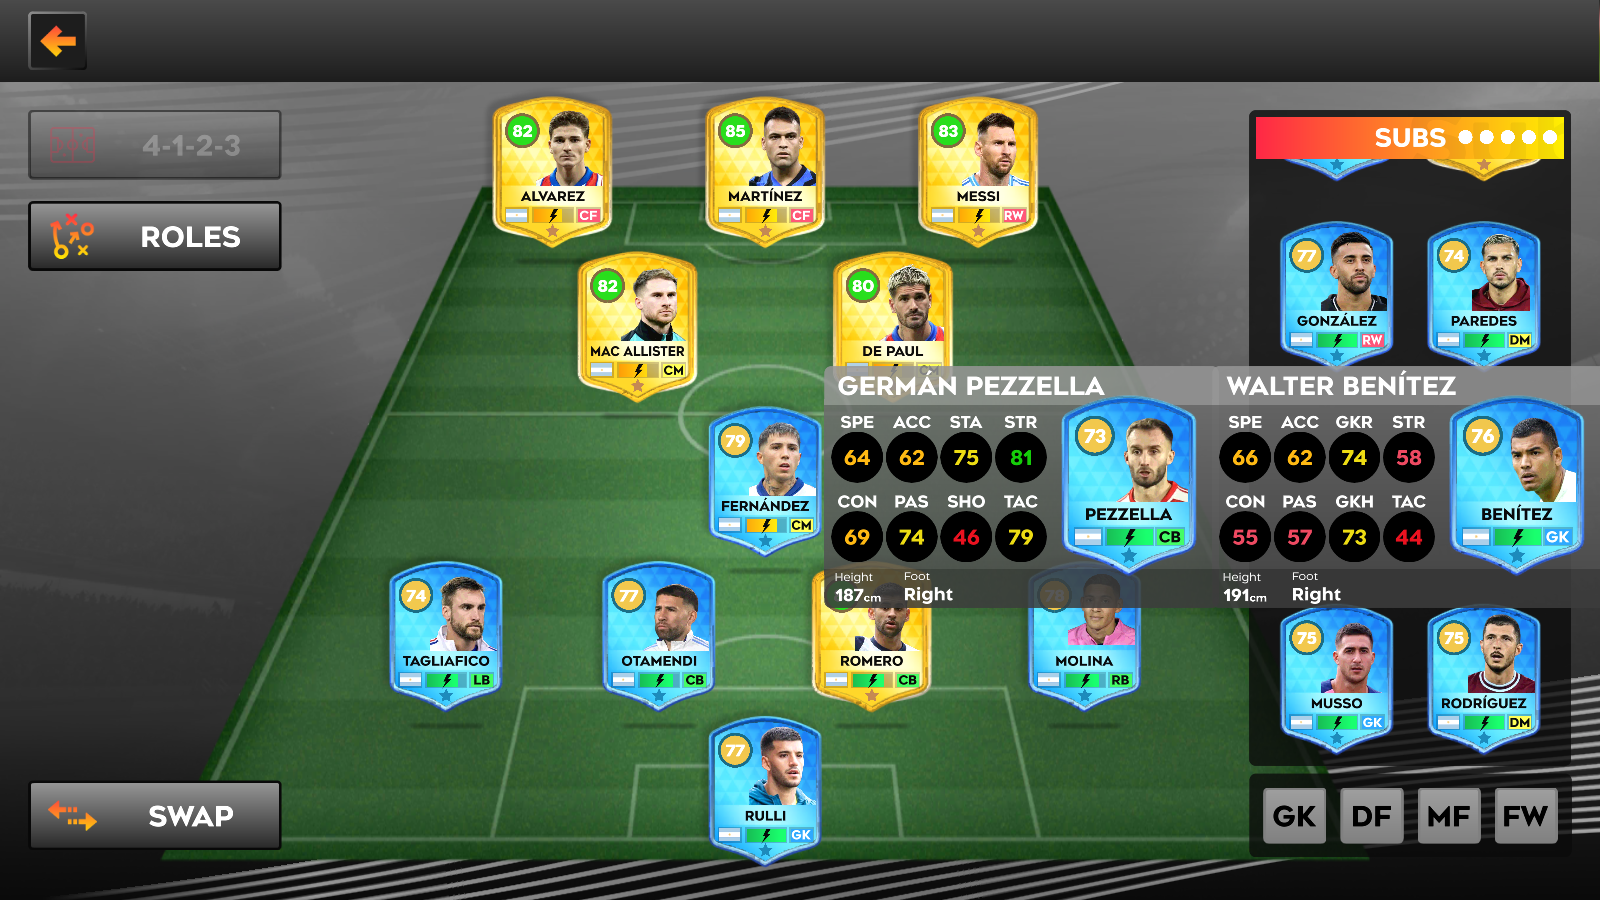 4-1-2-3
ROLES
SWAP
82
ALVAREZ
CF
85
MARTÍNEZ
CF
83
MESSI
RW
82
MAC ALLISTER
CM
80
DE PAUL
CM
79
FERNÁNDEZ
CM
74
TAGLIAFICO
LB
77
OTAMENDI
CB
ROMERO
CB
78
MOLINA
RB
77
RULLI
GK
GERMÁN PEZZELLA
SPE ACC STA STR
64 62 75 81
CON PAS SHO TAC
69 74 46 79
Height Foot
187cm Right
73
PEZZELLA
CB
WALTER BENÍTEZ
SPE ACC GKR STR
66 62 74 58
CON PAS GKH TAC
55 57 73 44
Height Foot
191cm Right
76
BENÍTEZ
GK
SUBS
77
GONZÁLEZ
RW
74
PAREDES
DM
75
MUSSO
GK
75
RODRÍGUEZ
DM
GK DF MF FW